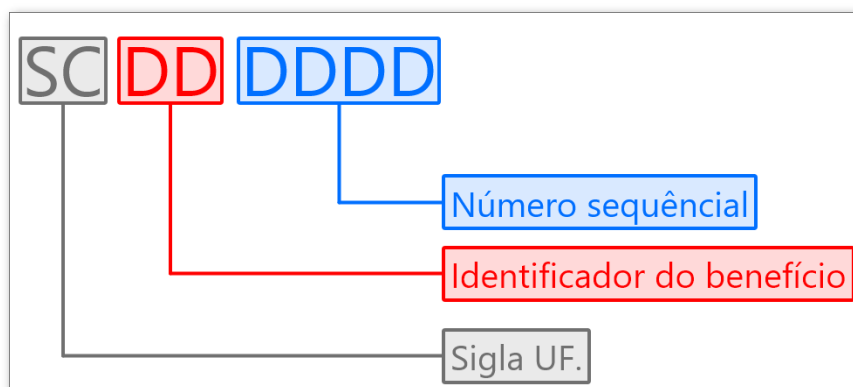 SC DD DDDD
Número sequêncial
Identificador do benefício
Sigla UF.